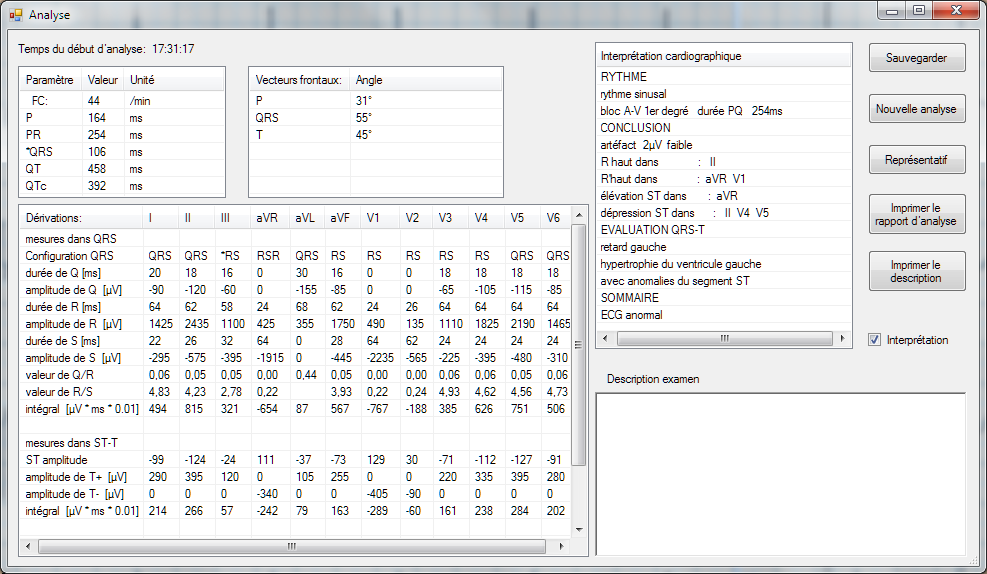 Analyse
Temps du début d'analyse: 17:31:17
Paramètre Valeur Unité
FC: 44 /min
P 164 ms
PR 254 ms
*QRS 106 ms
QT 458 ms
QTc 392 ms
Vecteurs frontaux: Angle
P 31°
QRS 55°
T 45°
Interprétation cardiographique
RYTHME
rythme sinusal
bloc A-V 1er degré durée PQ 254ms
CONCLUSION
artéfact 2µV faible
R haut dans : II
R'haut dans : aVR V1
élévation ST dans : aVR
dépression ST dans : II V4 V5
EVALUATION QRS-T
retard gauche
hypertrophie du ventricule gauche
avec anomalies du segment ST
SOMMAIRE
ECG anormal
Sauvegarder
Nouvelle analyse
Représentatif
Imprimer le
rapport d'analyse
Imprimer le
description
Interprétation
Dérivations: I II III aVR aVL aVF V1 V2 V3 V4 V5 V6
mesures dans QRS
Configuration QRS QRS QRS *RS RSR QRS RS RS RS RS RS QRS QRS
durée de Q [ms] 20 18 16 0 30 16 0 0 18 18 18 18
amplitude de Q [µV] -90 -120 -60 0 -155 -85 0 0 -65 -105 -115 -85
durée de R [ms] 64 62 58 24 68 62 24 26 64 64 64 64
amplitude de R [µV] 1425 2435 1100 425 355 1750 490 135 1110 1825 2190 1465
durée de S [ms] 22 26 32 64 0 28 64 62 24 24 24 24
amplitude de S [µV] -295 -575 -395 -1915 0 -445 -2235 -565 -225 -395 -480 -310
valeur de Q/R 0,06 0,05 0,05 0,00 0,44 0,05 0,00 0,00 0,06 0,06 0,05 0,06
valeur de R/S 4,83 4,23 2,78 0,22 3,93 0,22 0,24 4,93 4,62 4,56 4,73
intégral [µV * ms * 0.01] 494 815 321 -654 87 567 -767 -188 385 626 751 506
mesures dans ST-T
ST amplitude -99 -124 -24 111 -37 -73 129 30 -71 -112 -127 -91
amplitude de T+ [µV] 290 395 120 0 105 255 0 0 220 335 395 280
amplitude de T- [µV] 0 0 0 -340 0 0 -405 -90 0 0 0 0
intégral [µV * ms * 0.01] 214 266 57 -242 79 163 -289 -60 161 238 284 202
Description examen